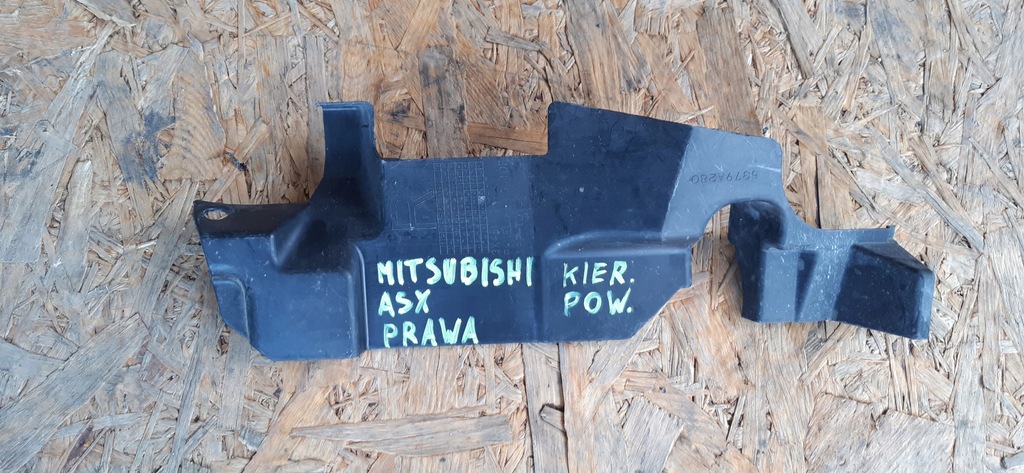 MITSUBISHI
ASX
PRAWA
KIER.
POW.